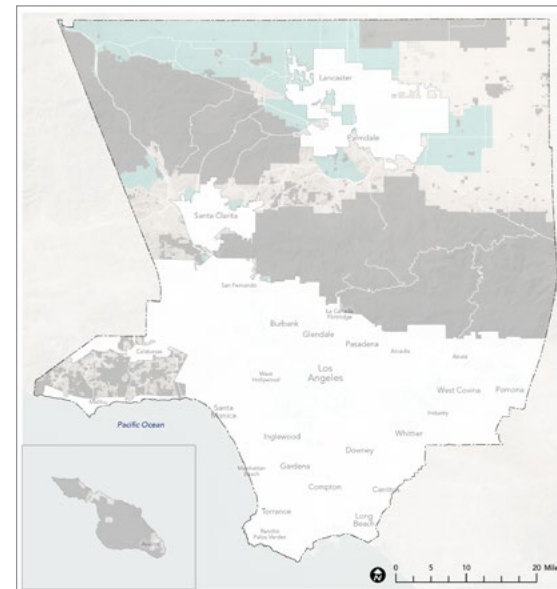 Lancaster
Palmdale
Santa Clarita
San Fernando
La Cañada
Flintridge
Burbank
Glendale
Pasadena
Arcadia
Azusa
Calabasas
West
Hollywood
Los
Angeles
West Covina
Pomona
Malibu
Santa
Monica
Industry
Pacific Ocean
Whittier
Inglewood
Downey
Manhattan
Beach
Gardena
Compton
Cerritos
Torrance
Long
Beach
Rancho
Palos Verdes
Avalon
N
0 5 10 20 Miles